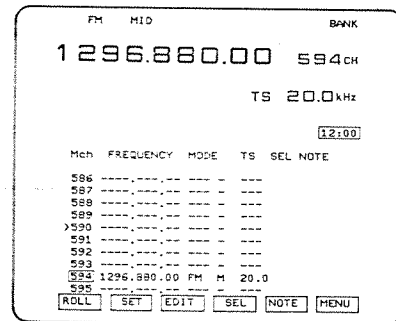 FM MID BANK
1296.880.00 594CH
TS 20.0kHz
12:00
Mch FREQUENCY MODE TS SEL NOTE
586 ----.---.-- --- - ---
587 ----.---.-- --- - ---
588 ----.---.-- --- - ---
589 ----.---.-- --- - ---
>590 ----.---.-- --- - ---
591 ----.---.-- --- - ---
592 ----.---.-- --- - ---
593 ----.---.-- --- - ---
594 1296.880.00 FM M 20.0
595 ----.---.-- --- - ---
ROLL SET EDIT SEL NOTE MENU